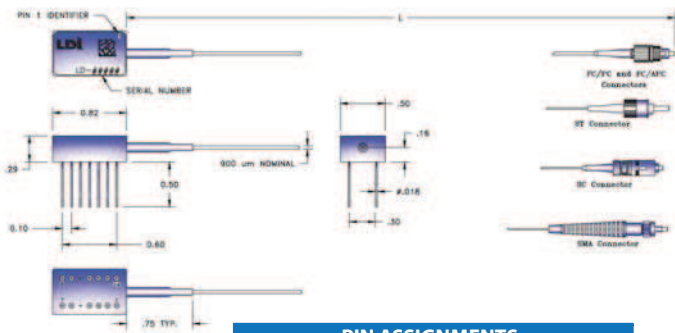 PIN 1 IDENTIFIER
L
LDI
LD-#####
SERIAL NUMBER
FC/PC and FC/APC
Connectors
0.82
.50
.16
ST Connector
.29
900 um NOMINAL
0.50
ø.018
SC Connector
0.10
0.60
.30
SMA Connector
.75 TYP.
PIN ASSIGNMENTS